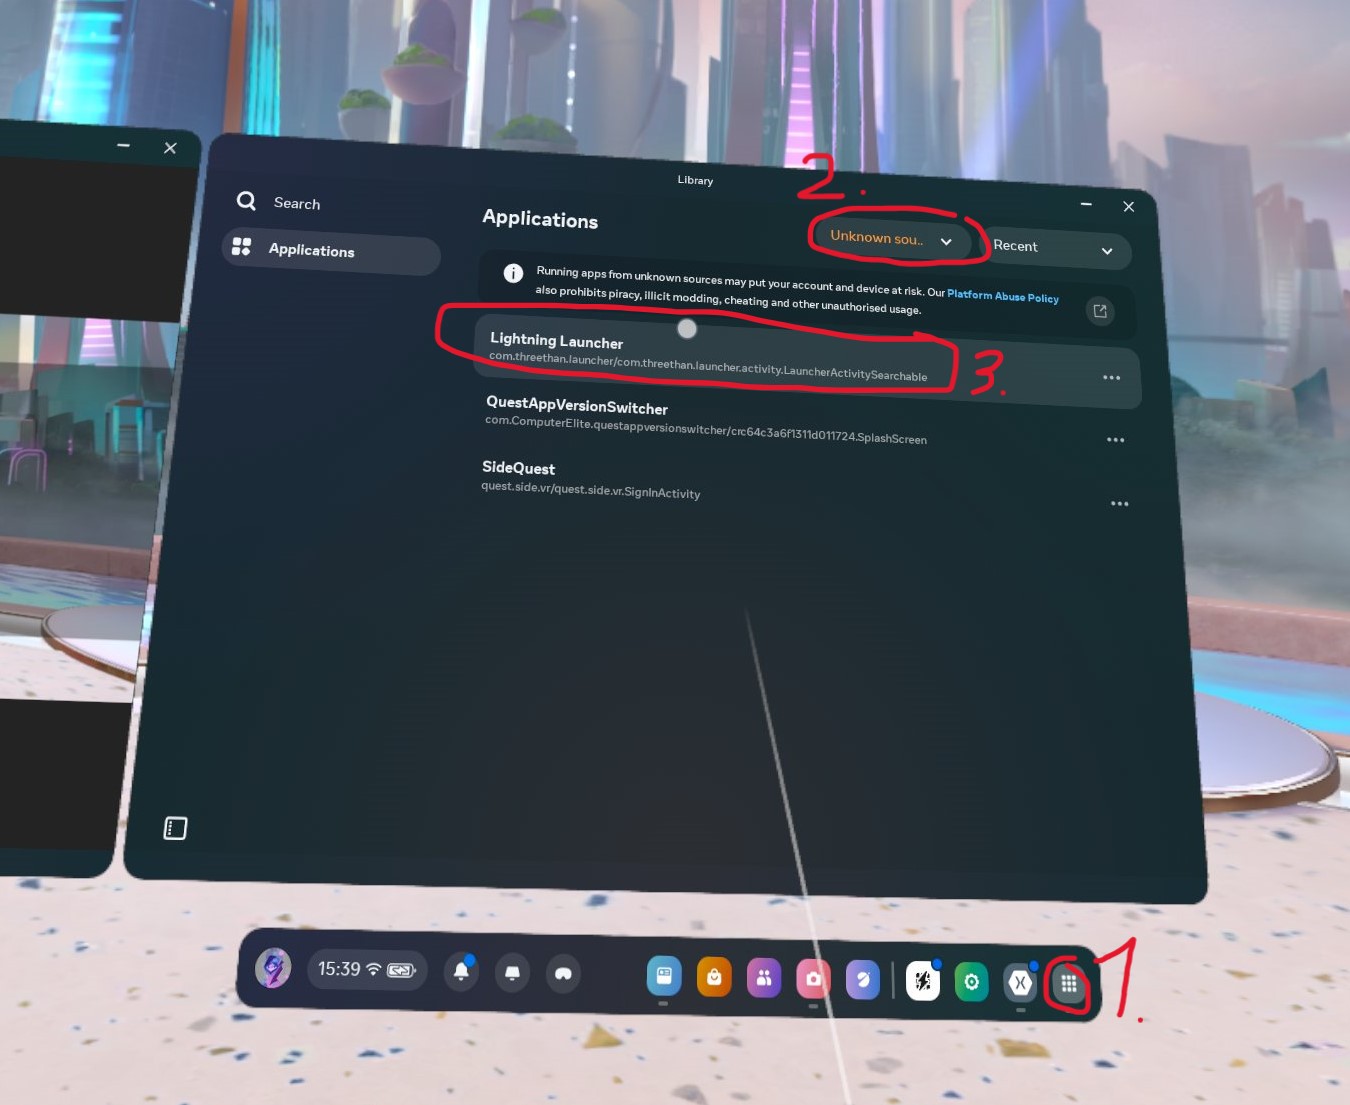 Library
2.
Search
Applications
Applications
Unknown sou..
Recent
Running apps from unknown sources may put your account and device at risk. Our Platform Abuse Policy
also prohibits piracy, illicit modding, cheating and other unauthorised usage.
Lightning Launcher
com.threethan.launcher/com.threethan.launcher.activity.LauncherActivitySearchable
3.
QuestAppVersionSwitcher
com.ComputerElite.questappversionswitcher/crc64c3a6f1311d011724.SplashScreen
SideQuest
quest.side.vr/quest.side.vr.SignInActivity
15:39
1.